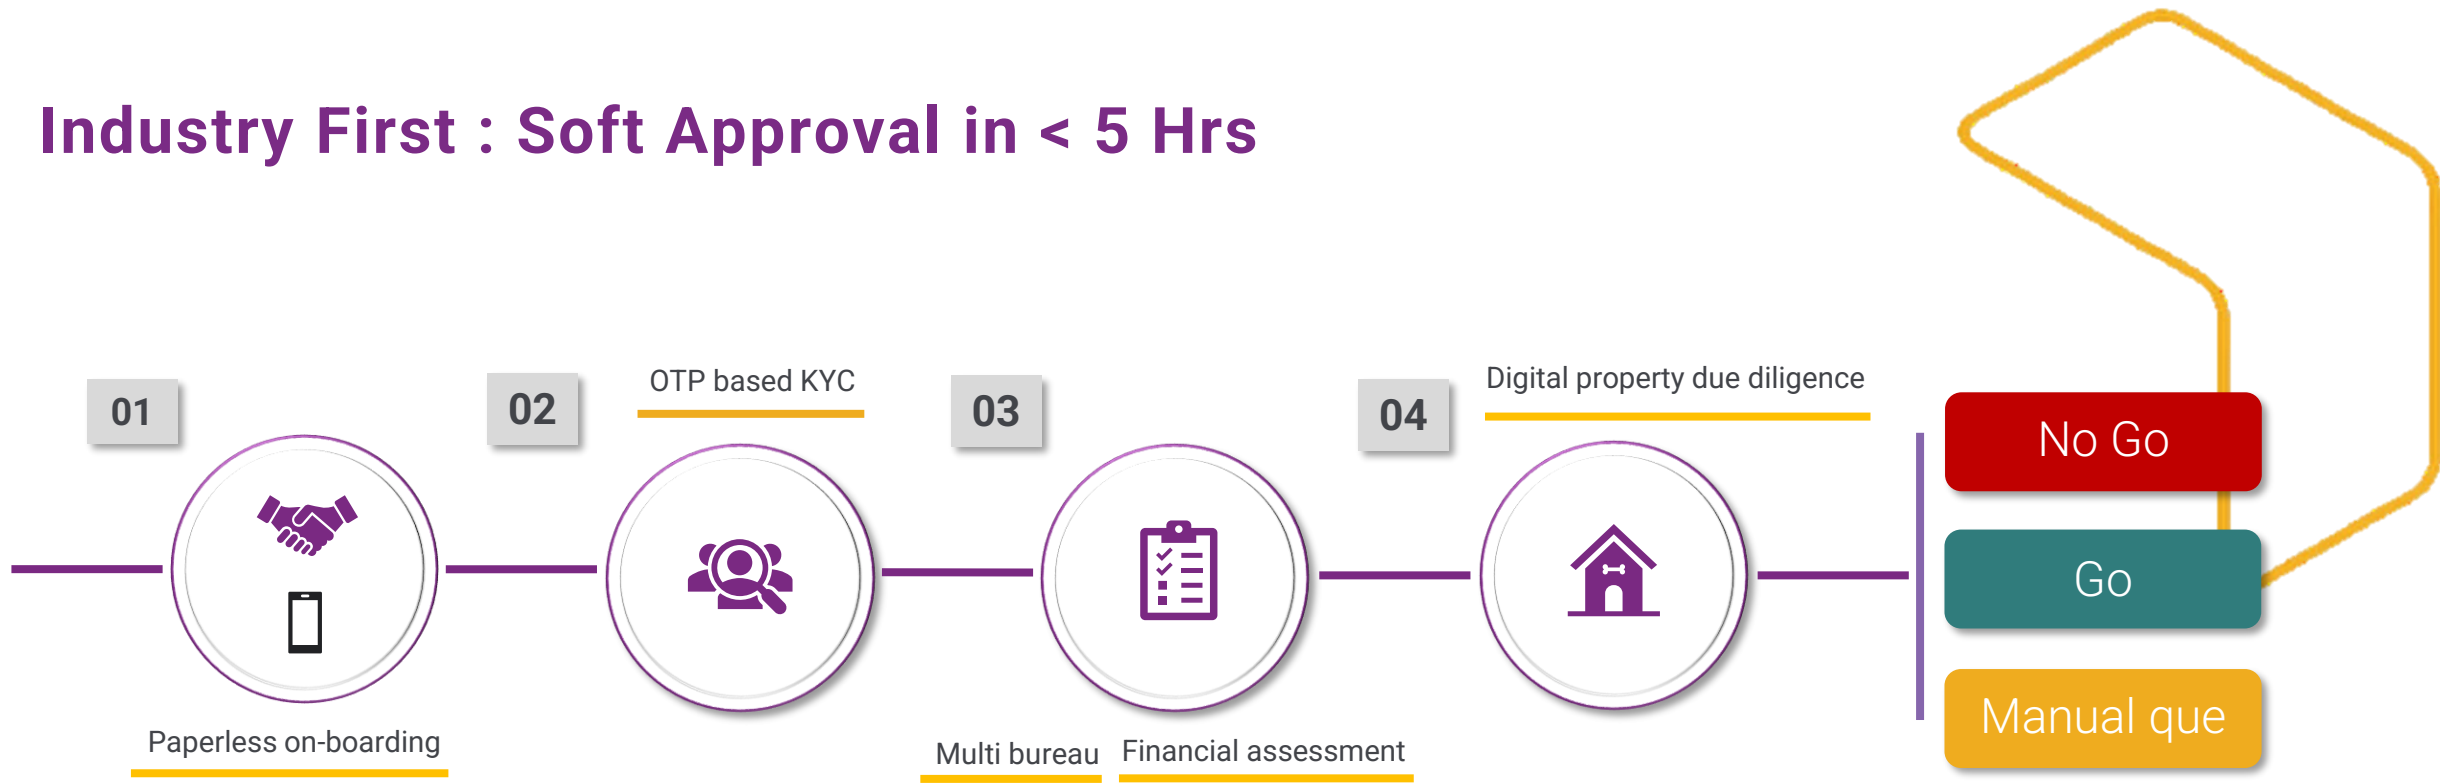 Industry First : Soft Approval in < 5 Hrs
01
Paperless on-boarding
02
OTP based KYC
03
Multi bureau
Financial assessment
04
Digital property due diligence
No Go
Go
Manual que